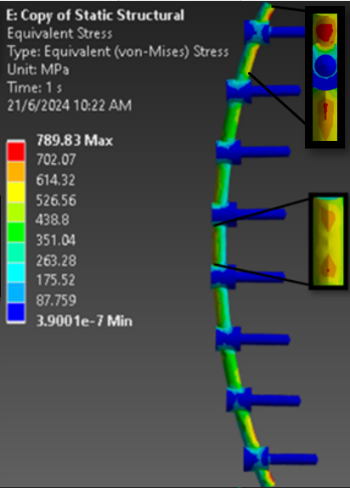 E: Copy of Static Structural
Equivalent Stress
Type: Equivalent (von-Mises) Stress
Unit: MPa
Time: 1 s
21/6/2024 10:22 AM
789.83 Max
702.07
614.32
526.56
438.8
351.04
263.28
175.52
87.759
3.9001e-7 Min